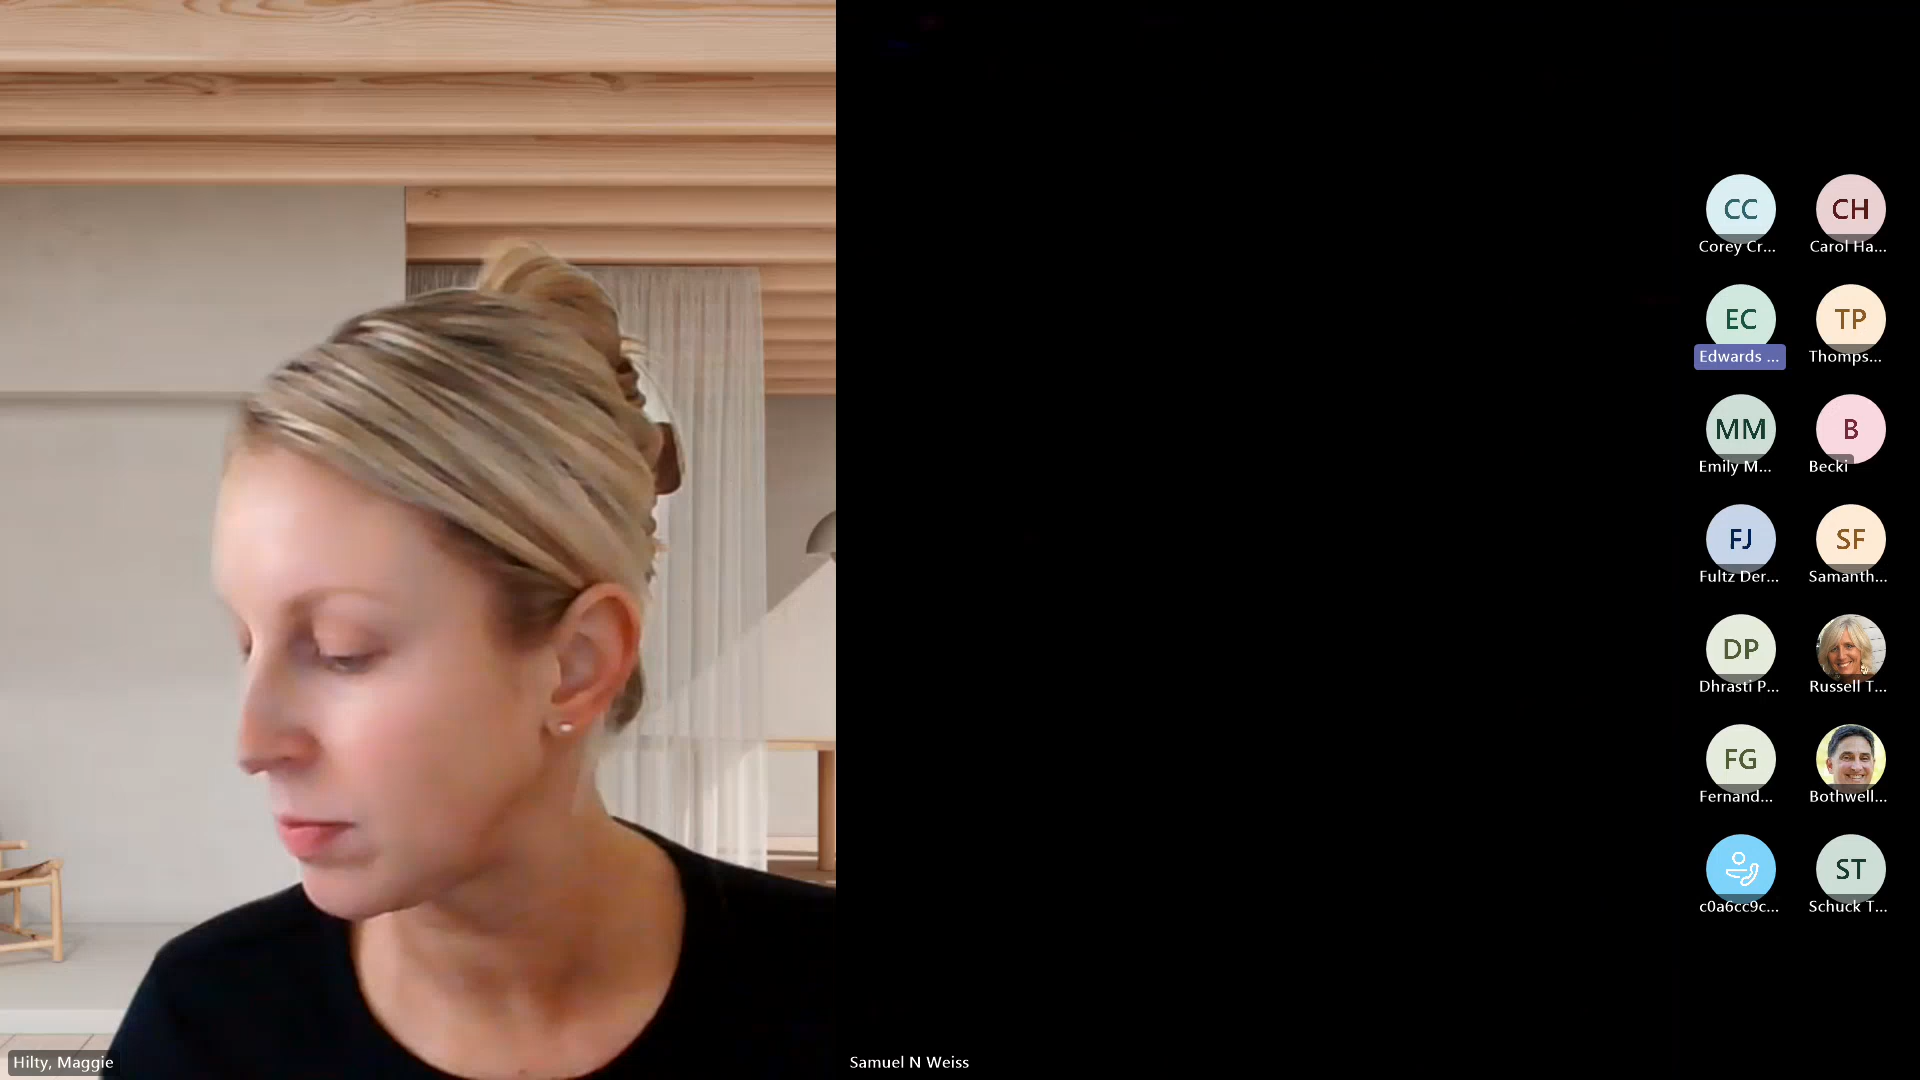 CC
CH
Corey Cr...
Carol Ha...
EC
TP
Edwards ...
Thomps...
MM
B
Emily M...
Becki
FJ
SF
Fultz Der...
Samanth...
DP
Dhrasti P...
Russell T...
FG
Fernand...
Bothwell...
ST
c0a6cc9c...
Schuck T...
Hilty, Maggie
Samuel N Weiss